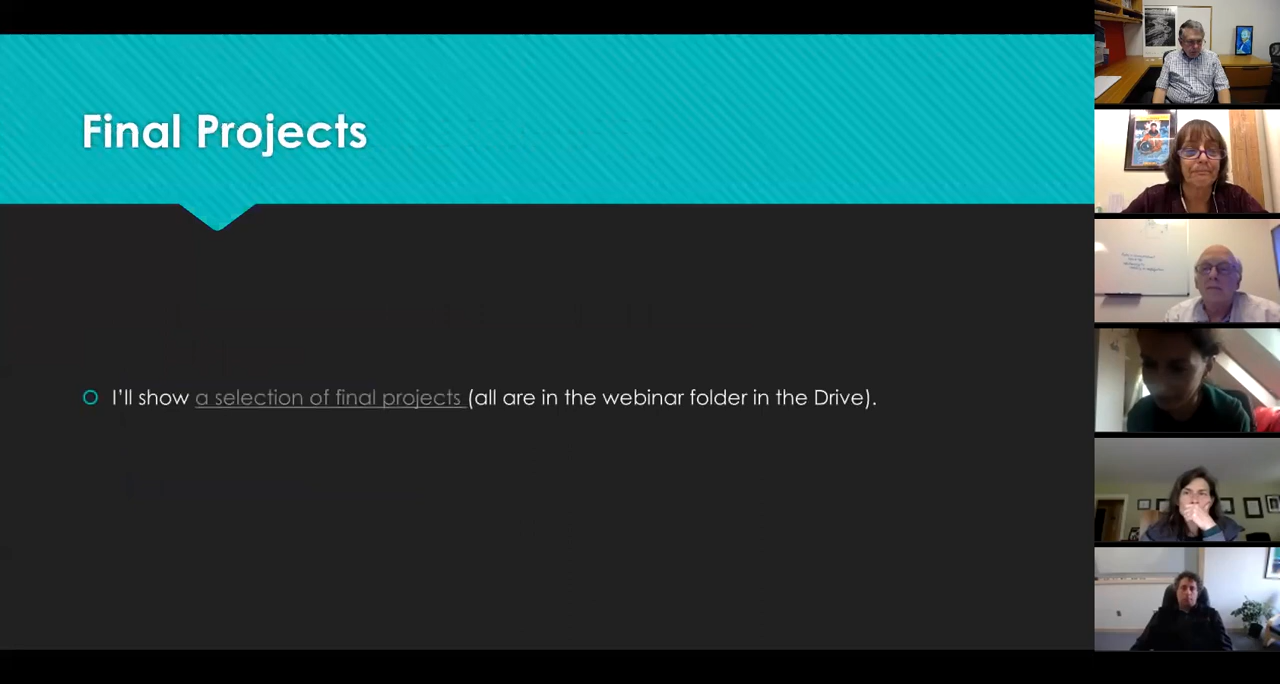 Final Projects
I'll show a selection of final projects (all are in the webinar folder in the Drive).